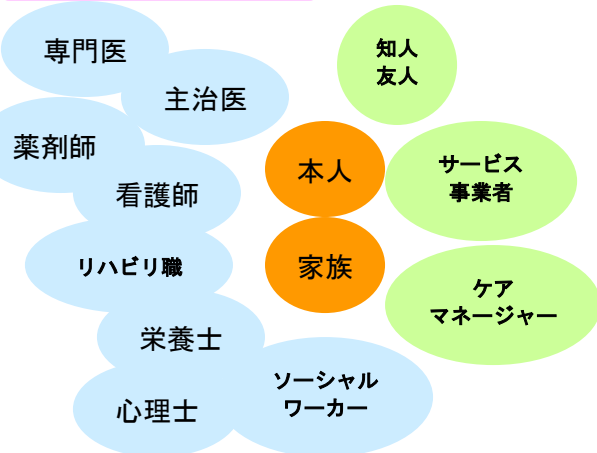 専門医
主治医
薬剤師
看護師
リハビリ職
栄養士
心理士
ソーシャル
ワーカー
本人
家族
知人
友人
サービス
事業者
ケア
マネージャー